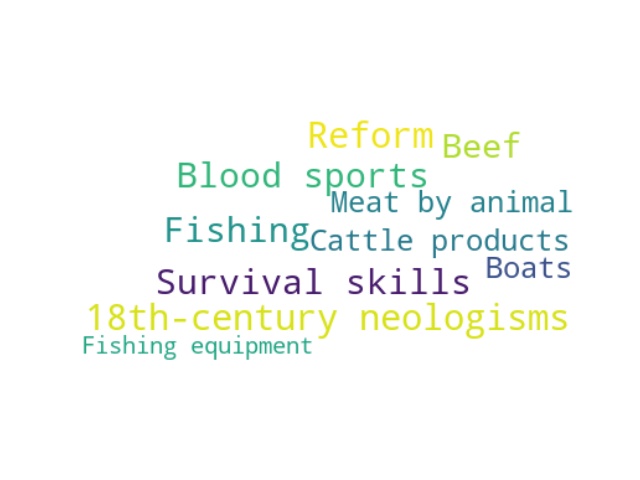 Reform
Beef
Blood sports
Meat by animal
Fishing
Cattle products
Boats
Survival skills
18th-century neologisms
Fishing equipment